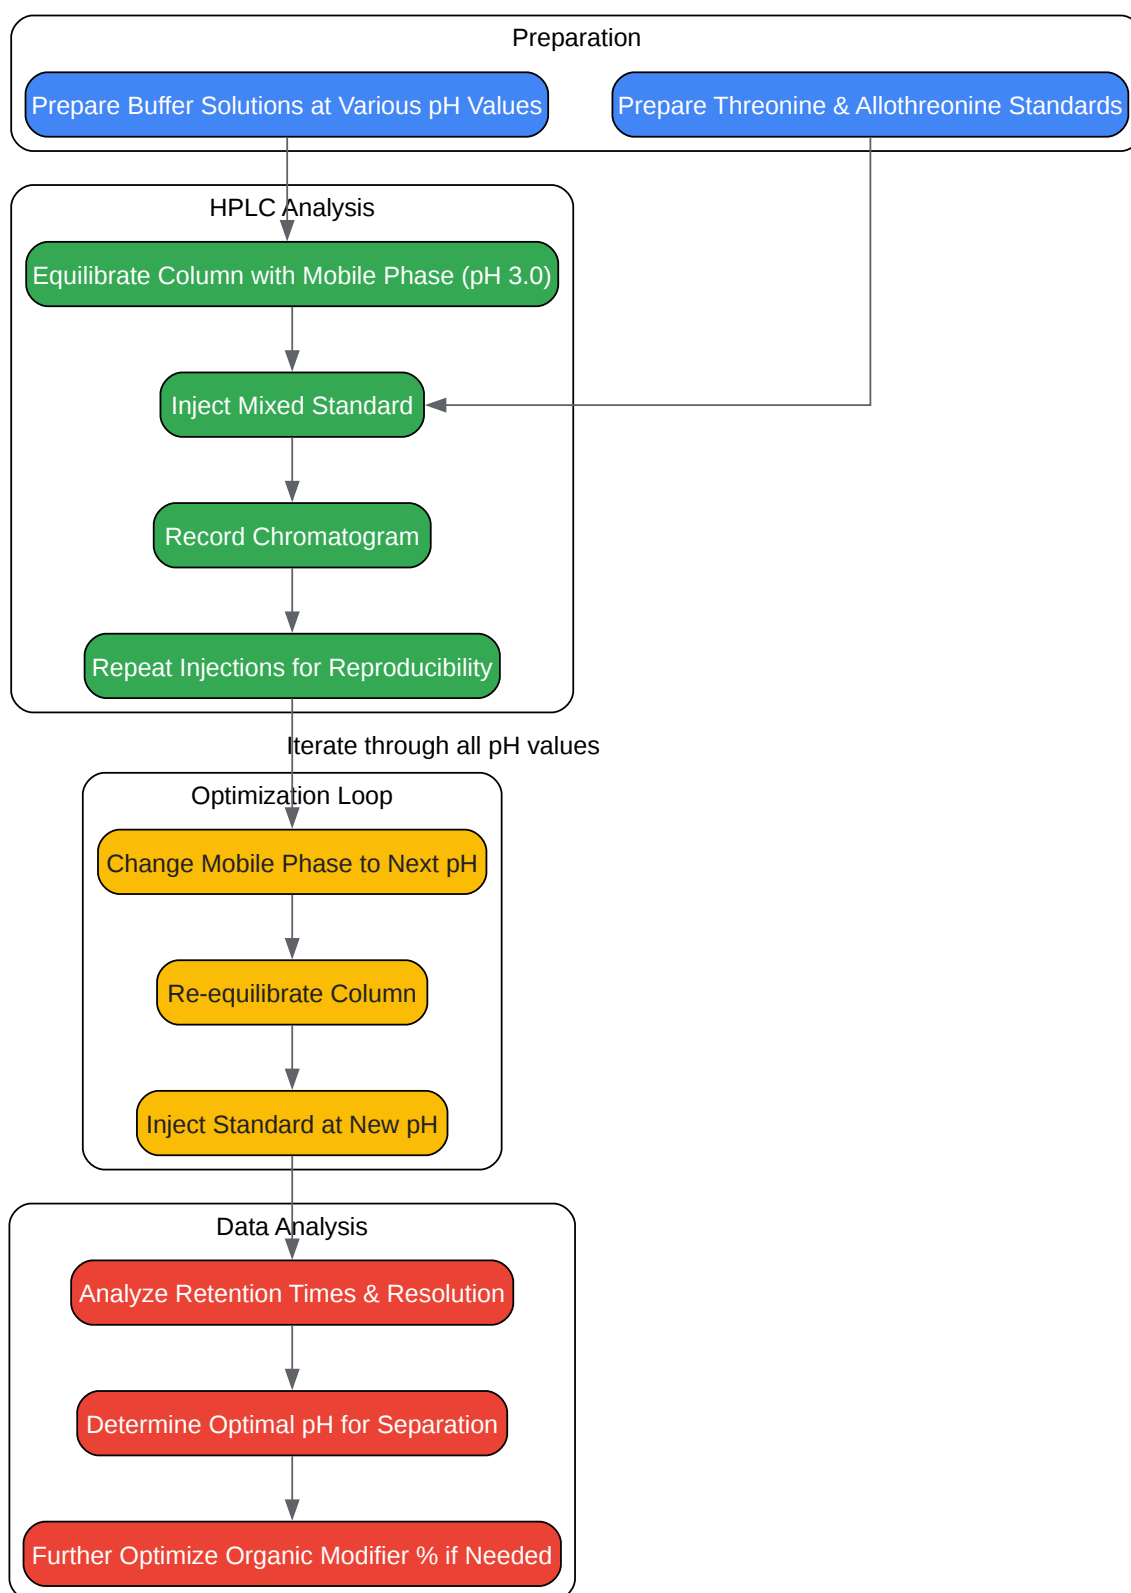 Preparation
Prepare Buffer Solutions at Various pH Values
Prepare Threonine & Allothreonine Standards
HPLC Analysis
Equilibrate Column with Mobile Phase (pH 3.0)
Inject Mixed Standard
Record Chromatogram
Repeat Injections for Reproducibility
Iterate through all pH values
Optimization Loop
Change Mobile Phase to Next pH
Re-equilibrate Column
Inject Standard at New pH
Data Analysis
Analyze Retention Times & Resolution
Determine Optimal pH for Separation
Further Optimize Organic Modifier % if Needed